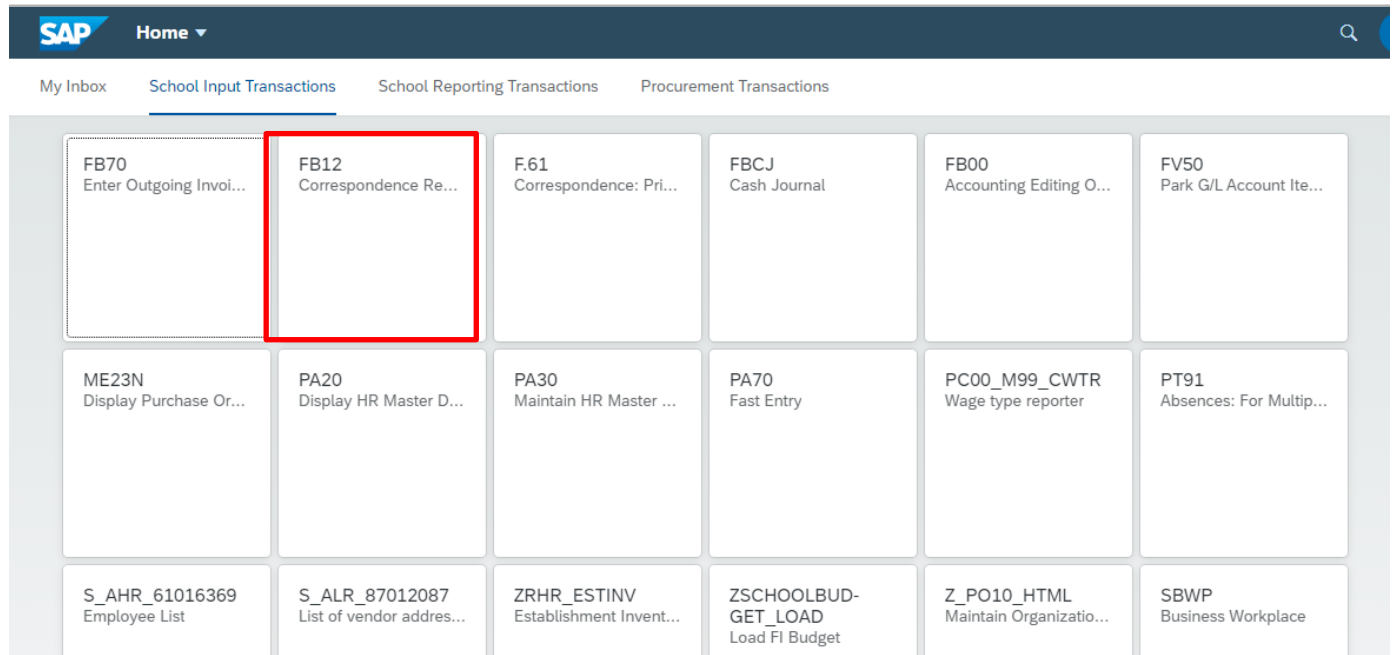 SAP Home
My Inbox School Input Transactions School Reporting Transactions Procurement Transactions
FB70
Enter Outgoing Invoi...
FB12
Correspondence Re...
F.61
Correspondence: Pri...
FBCJ
Cash Journal
FB00
Accounting Editing O...
FV50
Park G/L Account Ite...
ME23N
Display Purchase Or...
PA20
Display HR Master D...
PA30
Maintain HR Master ...
PA70
Fast Entry
PC00_M99_CWTR
Wage type reporter
PT91
Absences: For Multip...
S_AHR_61016369
Employee List
S_ALR_87012087
List of vendor addres...
ZRHR_ESTINV
Establishment Invent...
ZSCHOOLBUD-
GET_LOAD
Load FI Budget
Z_PO10_HTML
Maintain Organizatio...
SBWP
Business Workplace